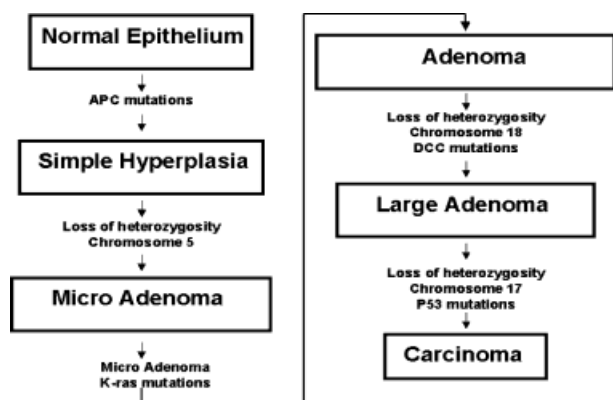 Normal Epithelium
APC mutations
Simple Hyperplasia
Loss of heterozygosity
Chromosome 5
Micro Adenoma
Micro Adenoma
K-ras mutations
Adenoma
Loss of heterozygosity
Chromosome 18
DCC mutations
Large Adenoma
Loss of heterozygosity
Chromosome 17
P53 mutations
Carcinoma